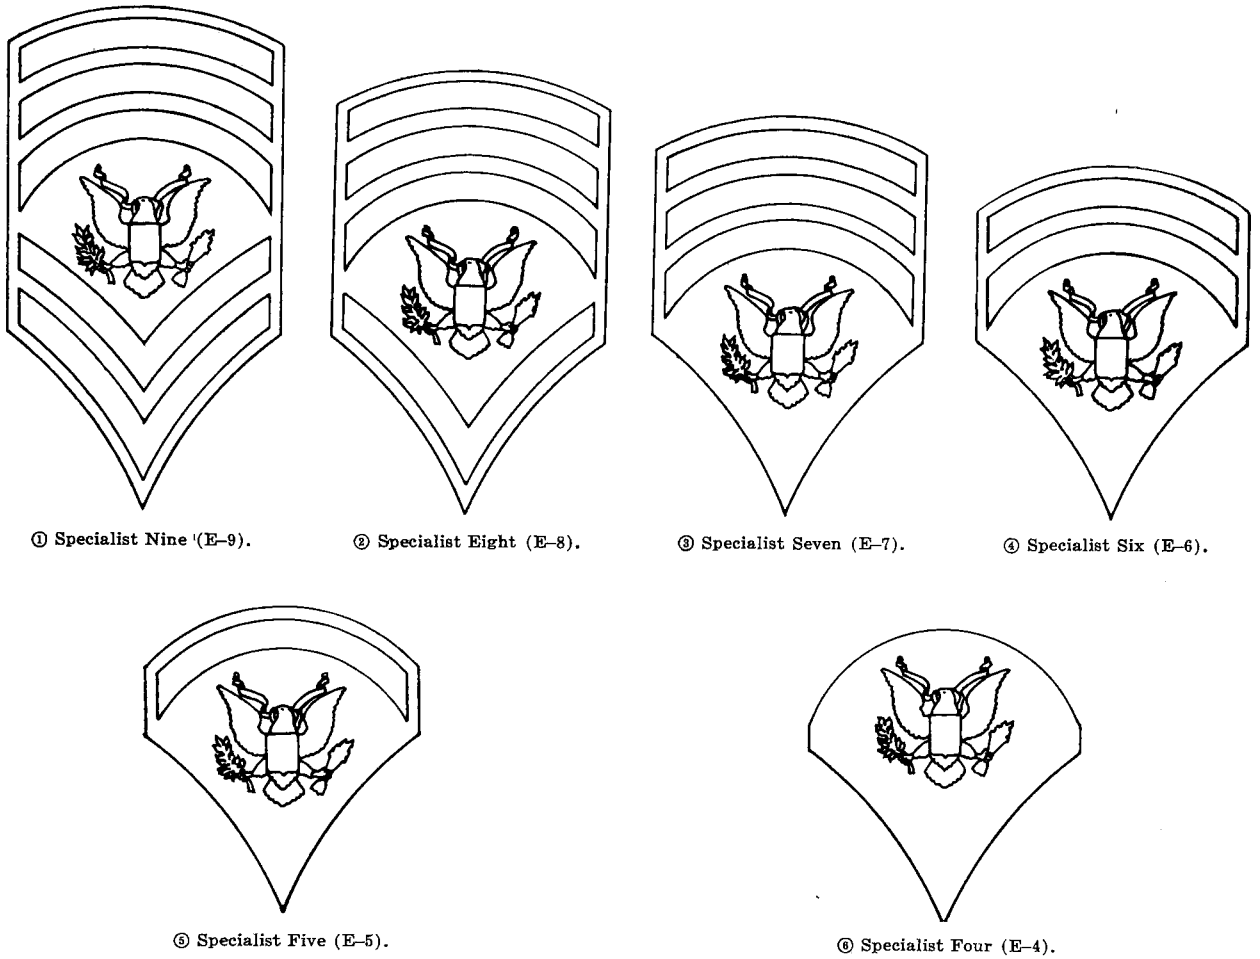 ① Specialist Nine (E–9).
② Specialist Eight (E–8).
③ Specialist Seven (E–7).
④ Specialist Six (E–6).
⑤ Specialist Five (E–5).
⑥ Specialist Four (E–4).